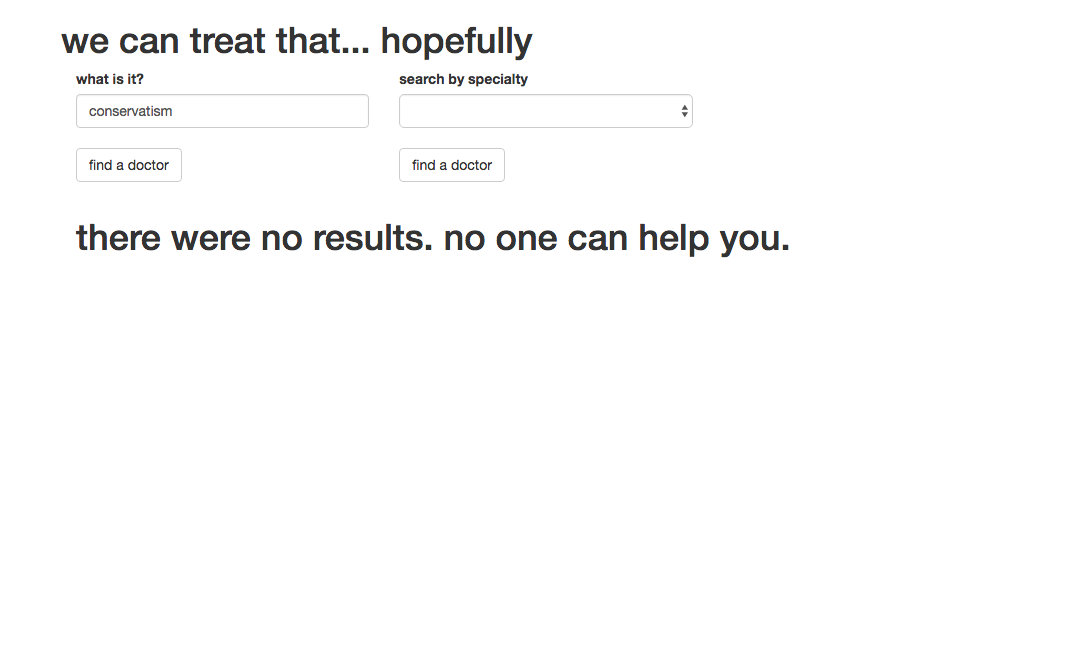 we can treat that... hopefully
what is it?
search by specialty
conservatism
find a doctor
find a doctor
there were no results. no one can help you.